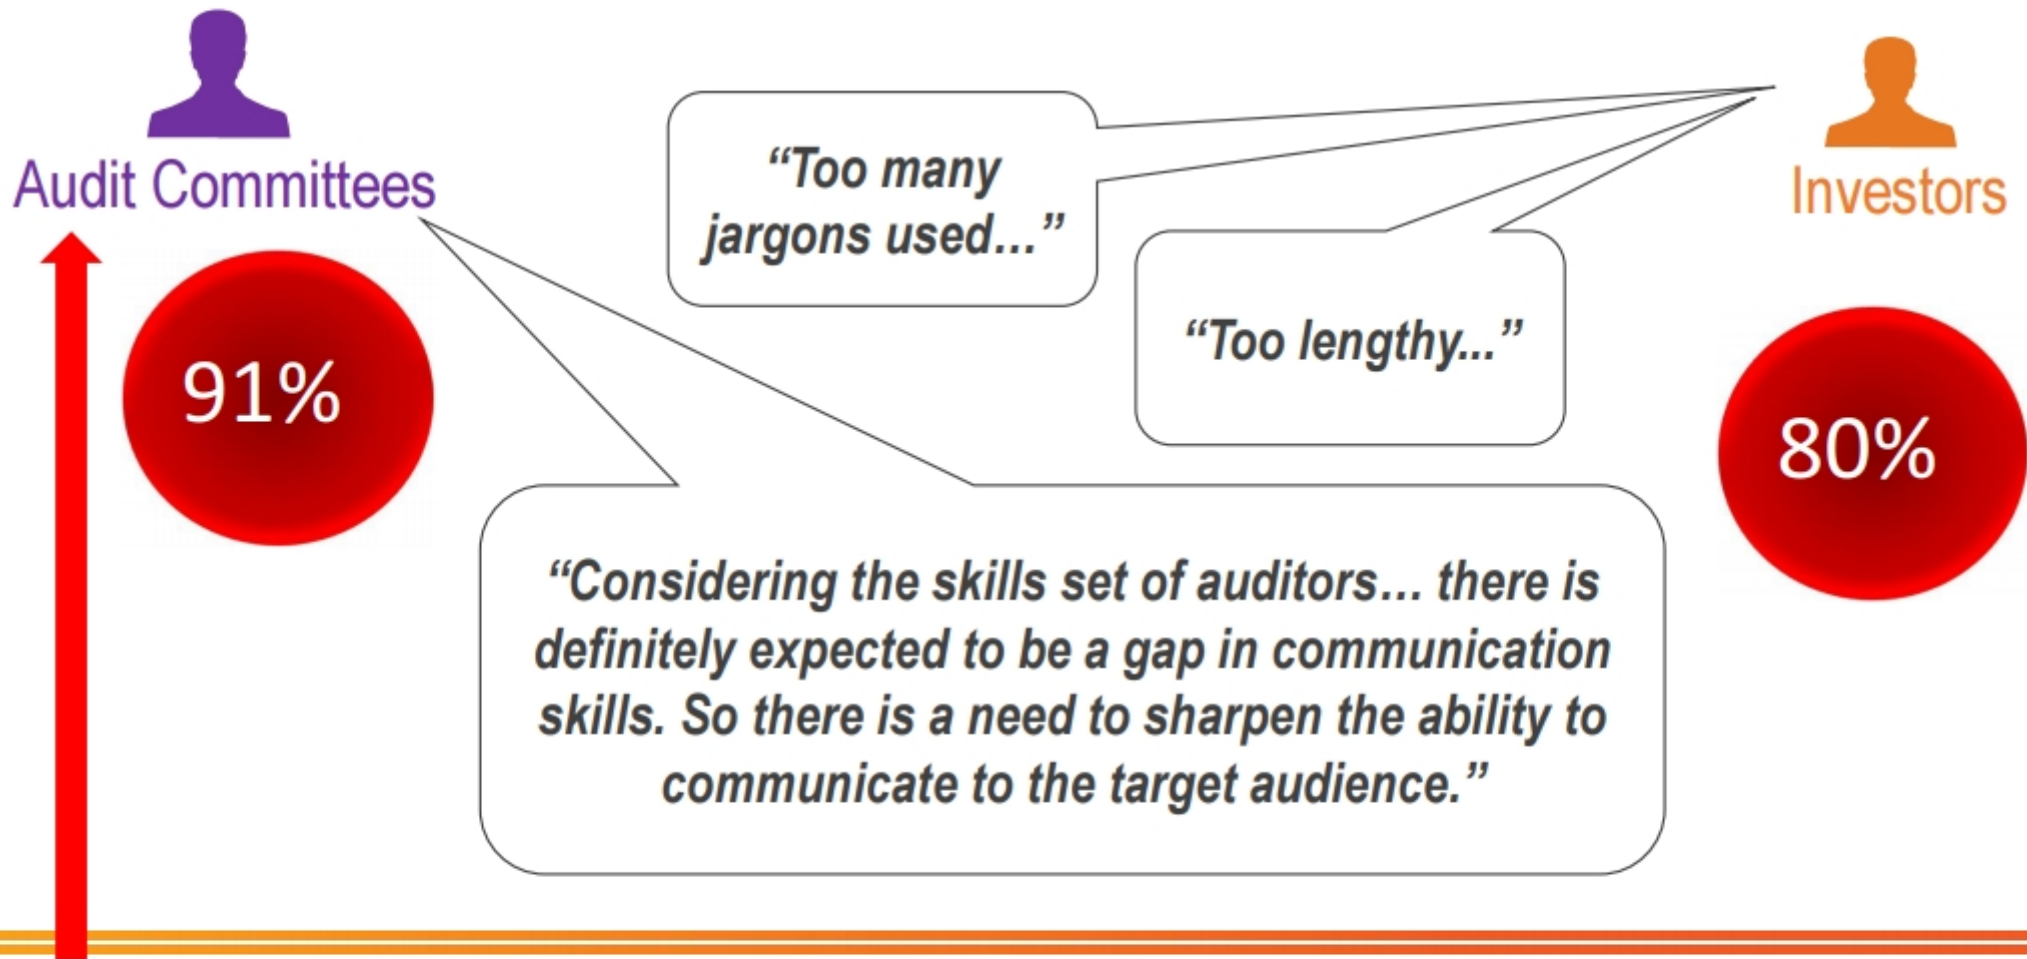 Audit Committees
91%
“Too many
jargons used...”
“Too lengthy...”
Investors
80%
“Considering the skills set of auditors... there is
definitely expected to be a gap in communication
skills. So there is a need to sharpen the ability to
communicate to the target audience.”